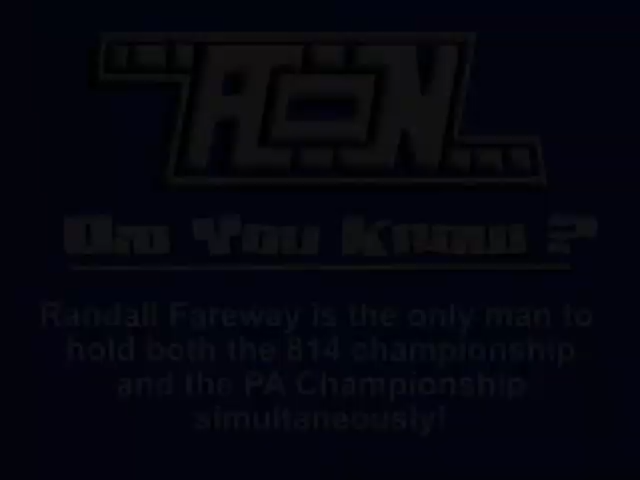 Did You Know ?
Randall Fareway is the only man to
hold both the 814 championship
and the PA Championship
simultaneously!